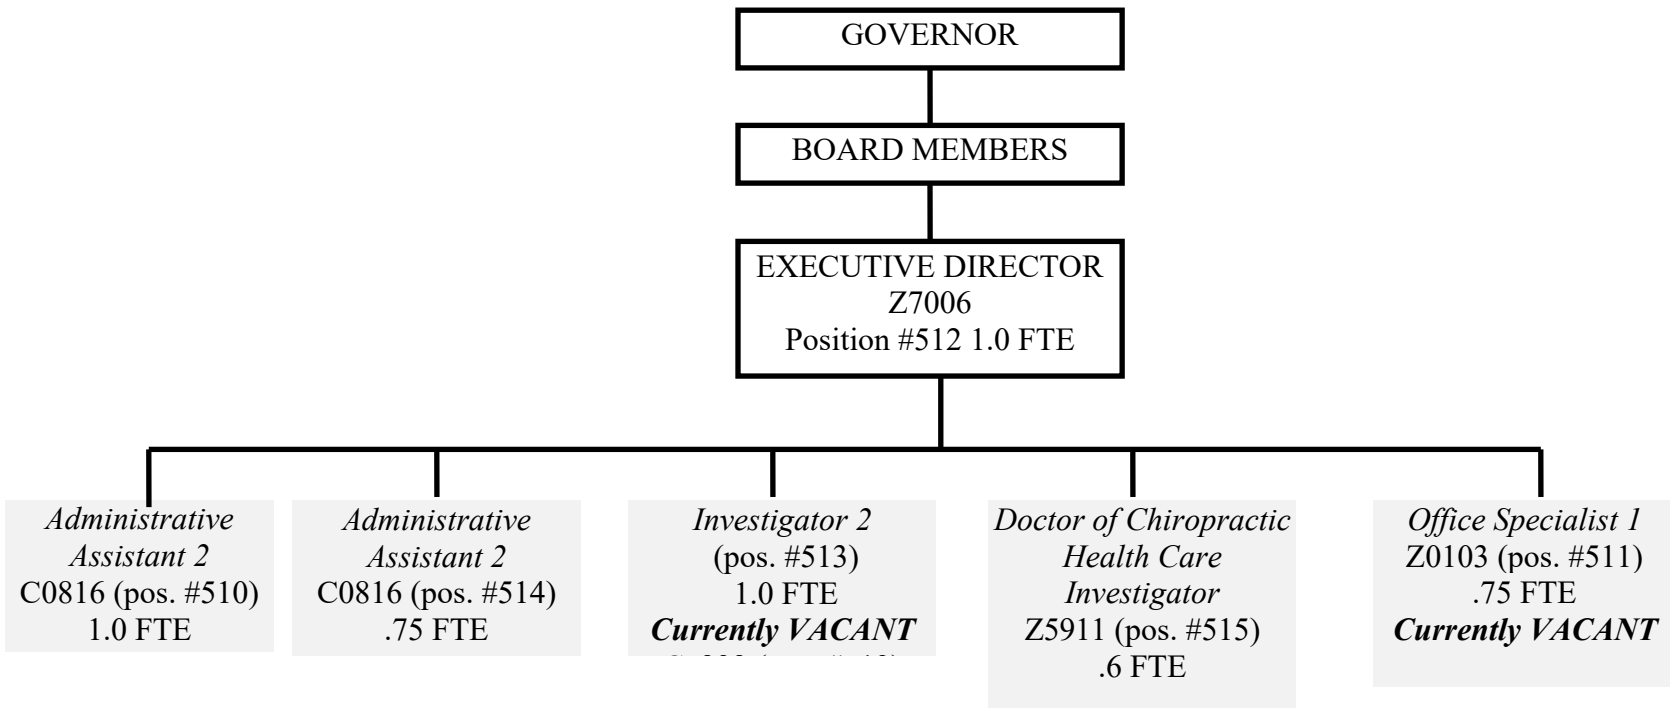 GOVERNOR
BOARD MEMBERS
EXECUTIVE DIRECTOR
Z7006
Position #512 1.0 FTE
Administrative
Assistant 2
C0816 (pos. #510)
1.0 FTE
Administrative
Assistant 2
C0816 (pos. #514)
.75 FTE
Investigator 2
(pos. #513)
1.0 FTE
Currently VACANT
Doctor of Chiropractic
Health Care
Investigator
Z5911 (pos. #515)
.6 FTE
Office Specialist 1
Z0103 (pos. #511)
.75 FTE
Currently VACANT